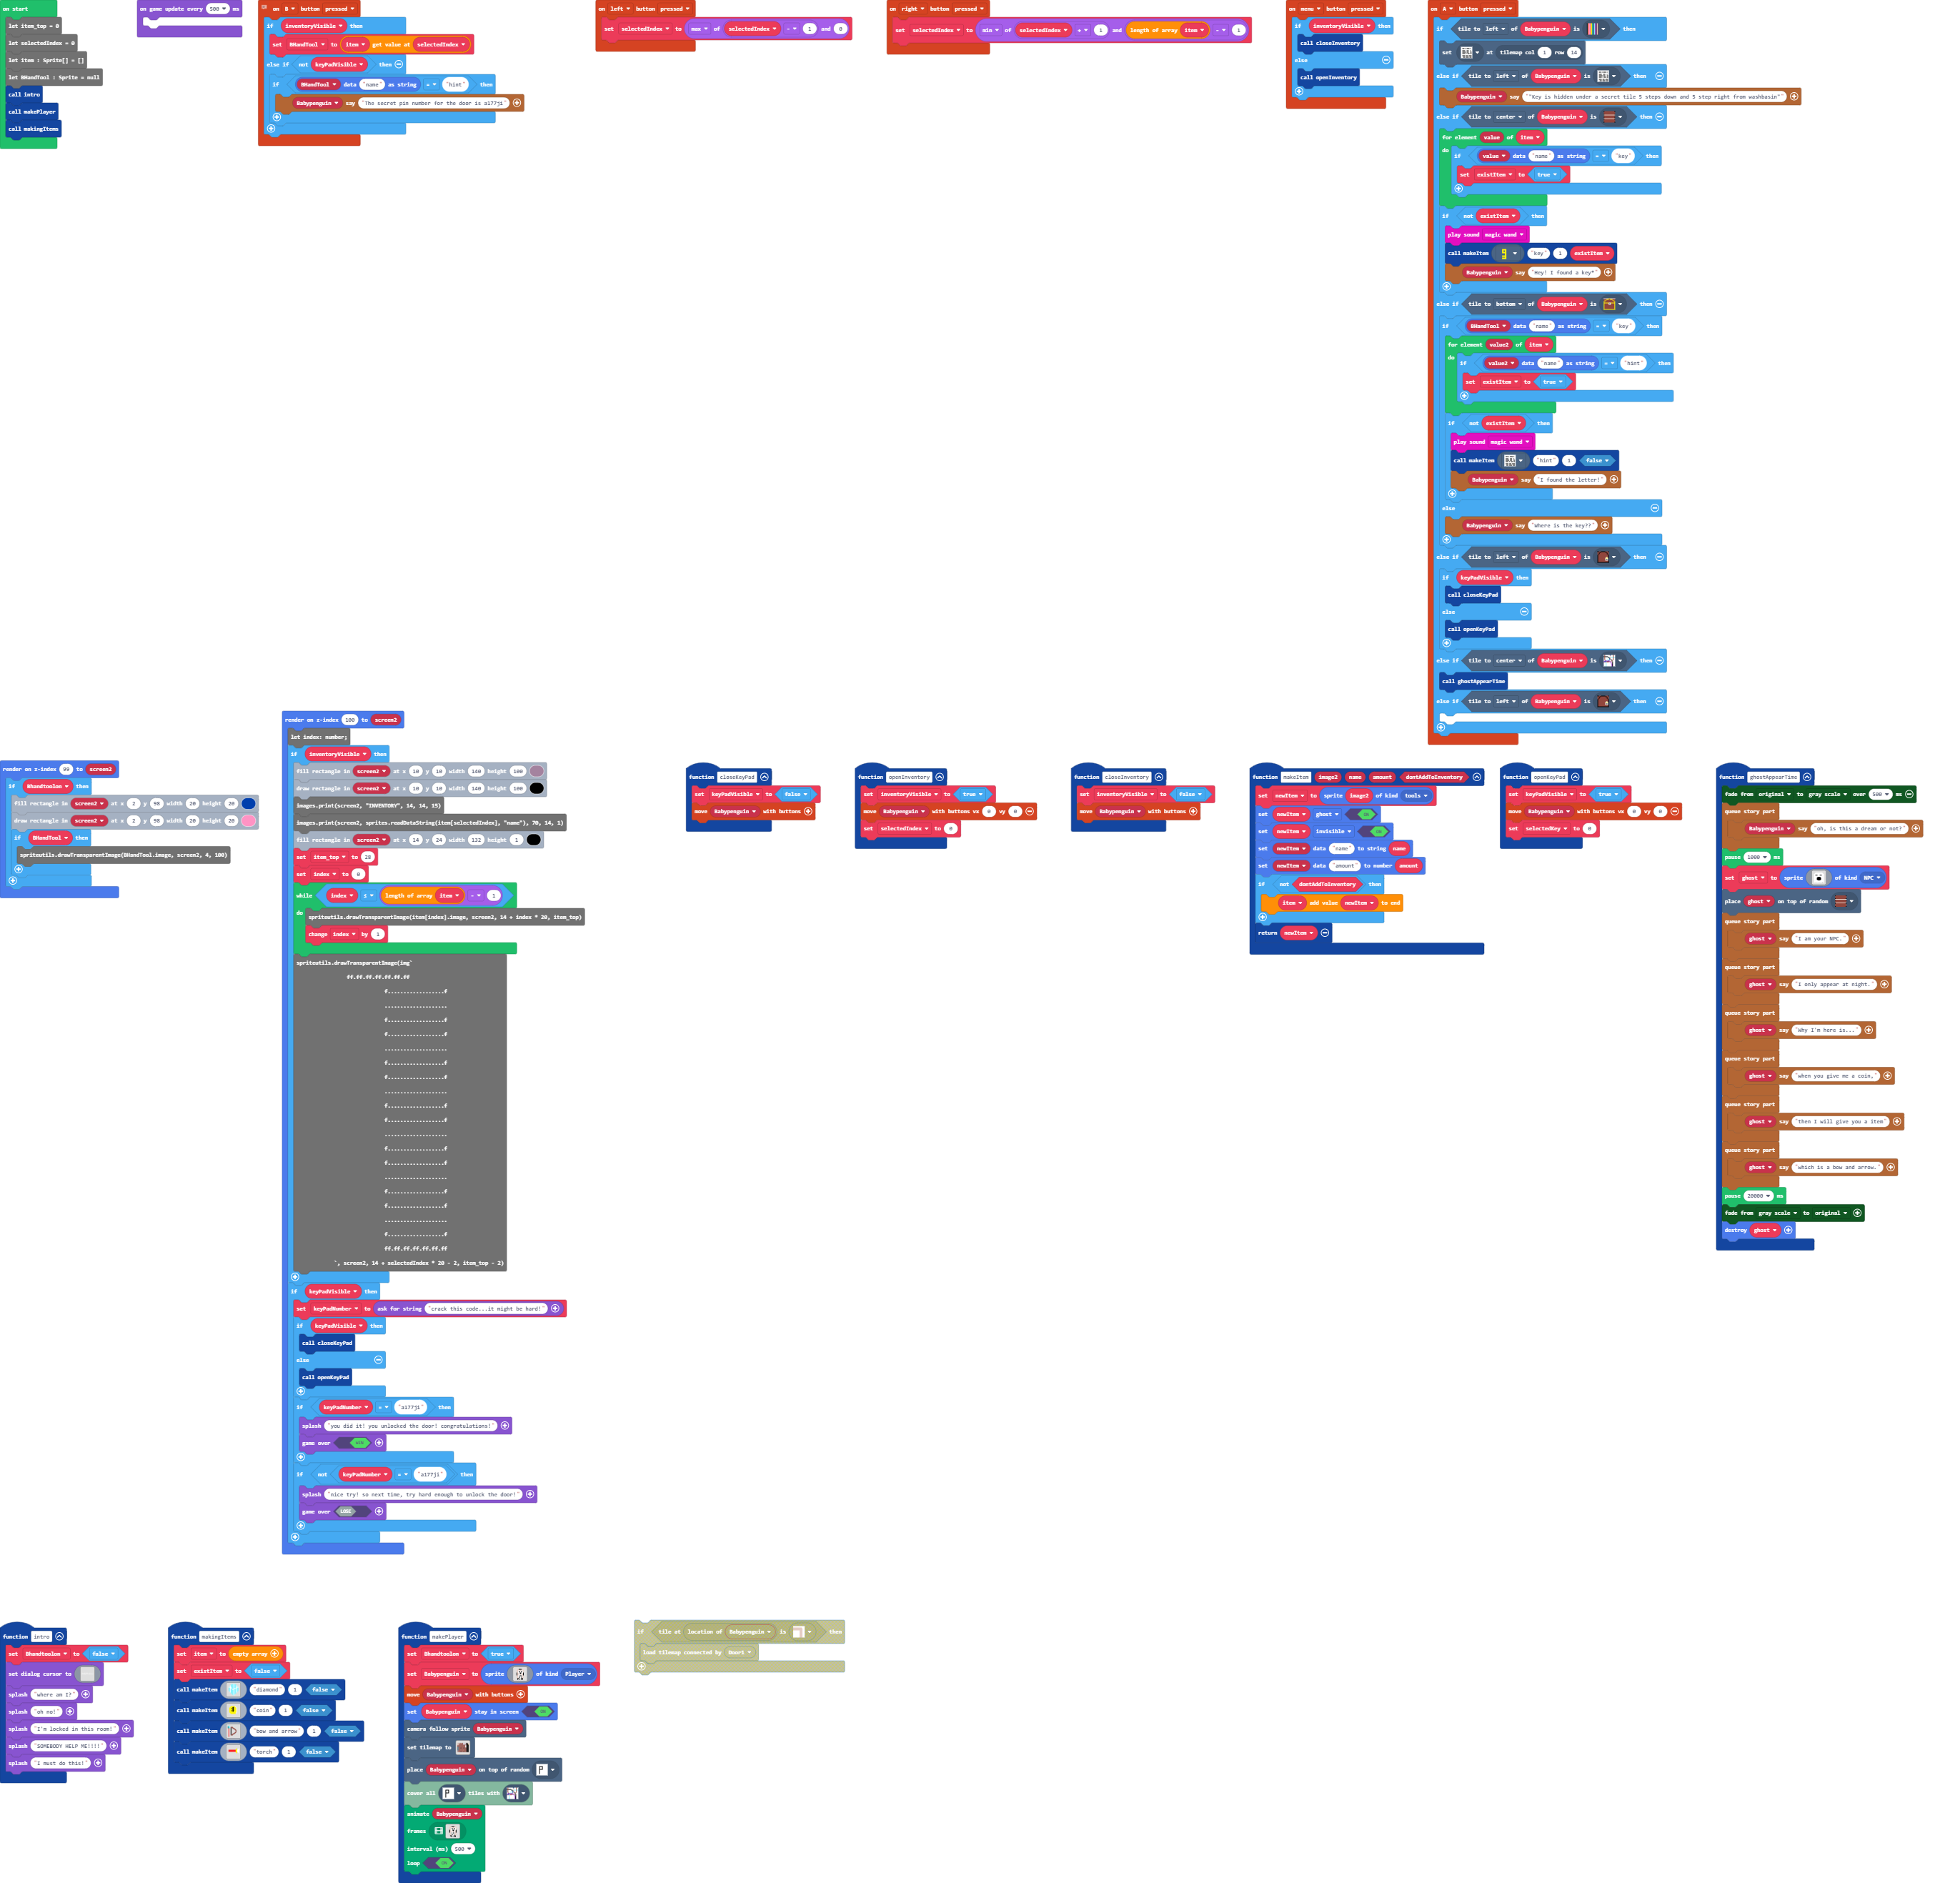 on start
let item_top = 0
let selectedIndex = 0
let item : Sprite[] = []
let BHandTool : Sprite = null
call intro
call makePlayer
call makingItems
on game update every 500 ms
on B button pressed
if inventoryVisible then
set BHandTool to item get value at selectedIndex
else if not keyPadVisible then
if BHandTool data "name" as string = "hint" then
Babypenguin say "The secret pin number for the door is a177ji"
on left button pressed
set selectedIndex to max of selectedIndex - 1 and 0
on right button pressed
set selectedIndex to min of selectedIndex + 1 and length of array item - 1
on menu button pressed
if inventoryVisible then
call closeInventory
else
call openInventory
on A button pressed
if tile to left of Babypenguin is then
set at tilemap col 1 row 14
else if tile to left of Babypenguin is then
Babypenguin say ""Key is hidden under a secret tile 5 steps down and 5 step right from washbasin""
else if tile to center of Babypenguin is then
for element value of item
do
if value data "name" as string = "key" then
set existItem to true
if not existItem then
play sound magic wand
call makeItem "key" 1 existItem
Babypenguin say "Hey! I found a key"
else if tile to bottom of Babypenguin is then
if BHandTool data "name" as string = "key" then
for element value2 of item
do
if value2 data "name" as string = "hint" then
set existItem to true
if not existItem then
play sound magic wand
call makeItem "hint" 1 false
Babypenguin say "I found the letter!"
else
Babypenguin say "Where is the key??"
else if tile to left of Babypenguin is then
if keyPadVisible then
call closeKeyPad
else
call openKeyPad
else if tile to center of Babypenguin is then
call ghostAppearTime
else if tile to left of Babypenguin is then
render on z-index 99 to screen2
if Bhandtoolon then
fill rectangle in screen2 at x 2 y 98 width 20 height 20
draw rectangle in screen2 at x 2 y 98 width 20 height 20
if BHandTool then
spriteutils.drawTransparentImage(BHandTool.image, screen2, 4, 100)
render on z-index 100 to screen2
let index: number;
if inventoryVisible then
fill rectangle in screen2 at x 10 y 10 width 140 height 100
draw rectangle in screen2 at x 10 y 10 width 140 height 100
images.print(screen2, "INVENTORY", 14, 14, 15)
images.print(screen2, sprites.readDataString(item[selectedIndex], "name"), 70, 14, 1)
fill rectangle in screen2 at x 14 y 24 width 132 height 1
set item_top to 28
set index to 0
while index ≤ length of array item - 1
do
spriteutils.drawTransparentImage(item[index].image, screen2, 14 + index * 20, item_top)
change index by 1
spriteutils.drawTransparentImage(img`
ff.ff.ff.ff.ff.ff.ff
f..................f
....................
f..................f
f..................f
....................
f..................f
f..................f
....................
f..................f
f..................f
....................
f..................f
f..................f
....................
f..................f
f..................f
....................
f..................f
ff.ff.ff.ff.ff.ff.ff
`, screen2, 14 + selectedIndex * 20 - 2, item_top - 2)
if keyPadVisible then
set keyPadNumber to ask for string "crack this code...it might be hard!"
if keyPadVisible then
call closeKeyPad
else
call openKeyPad
if keyPadNumber = "a177ji" then
splash "you did it! you unlocked the door! congratulations!"
game over WIN
if not keyPadNumber = "a177ji" then
splash "nice try! so next time, try hard enough to unlock the door!"
game over LOSE
function closeKeyPad
set keyPadVisible to false
move Babypenguin with buttons
function openInventory
set inventoryVisible to true
move Babypenguin with buttons vx 0 vy 0
set selectedIndex to 0
function closeInventory
set inventoryVisible to false
move Babypenguin with buttons
function makeItem image2 name amount dontAddToInventory
set newItem to sprite image2 of kind tools
set newItem ghost ON
set newItem invisible ON
set newItem data "name" to string name
set newItem data "amount" to number amount
if not dontAddToInventory then
item add value newItem to end
return newItem
function openKeyPad
set keyPadVisible to true
move Babypenguin with buttons vx 0 vy 0
set selectedKey to 0
function ghostAppearTime
fade from original to gray scale over 500 ms
queue story part
Babypenguin say "oh, is this a dream or not?"
pause 1000 ms
set ghost to sprite of kind NPC
place ghost on top of random
queue story part
ghost say "I am your NPC."
queue story part
ghost say "I only appear at night."
queue story part
ghost say "Why I'm here is..."
queue story part
ghost say "when you give me a coin,"
queue story part
ghost say "then I will give you a item"
queue story part
ghost say "which is a bow and arrow."
pause 20000 ms
fade from gray scale to original
destroy ghost
function intro
set Bhandtoolon to false
set dialog cursor to
splash "where am I?"
splash "oh no!"
splash "I'm locked in this room!"
splash "SOMEBODY HELP ME!!!!"
splash "I must do this!"
function makingItems
set item to empty array
set existItem to false
call makeItem "diamond" 1 false
call makeItem "coin" 1 false
call makeItem "bow and arrow" 1 false
call makeItem "torch" 1 false
function makePlayer
set Bhandtoolon to true
set Babypenguin to sprite of kind Player
move Babypenguin with buttons
set Babypenguin stay in screen ON
camera follow sprite Babypenguin
set tilemap to
place Babypenguin on top of random P
cover all P tiles with
animate Babypenguin
frames
interval (ms) 500
loop ON
if tile at location of Babypenguin is then
load tilemap connected by Door1